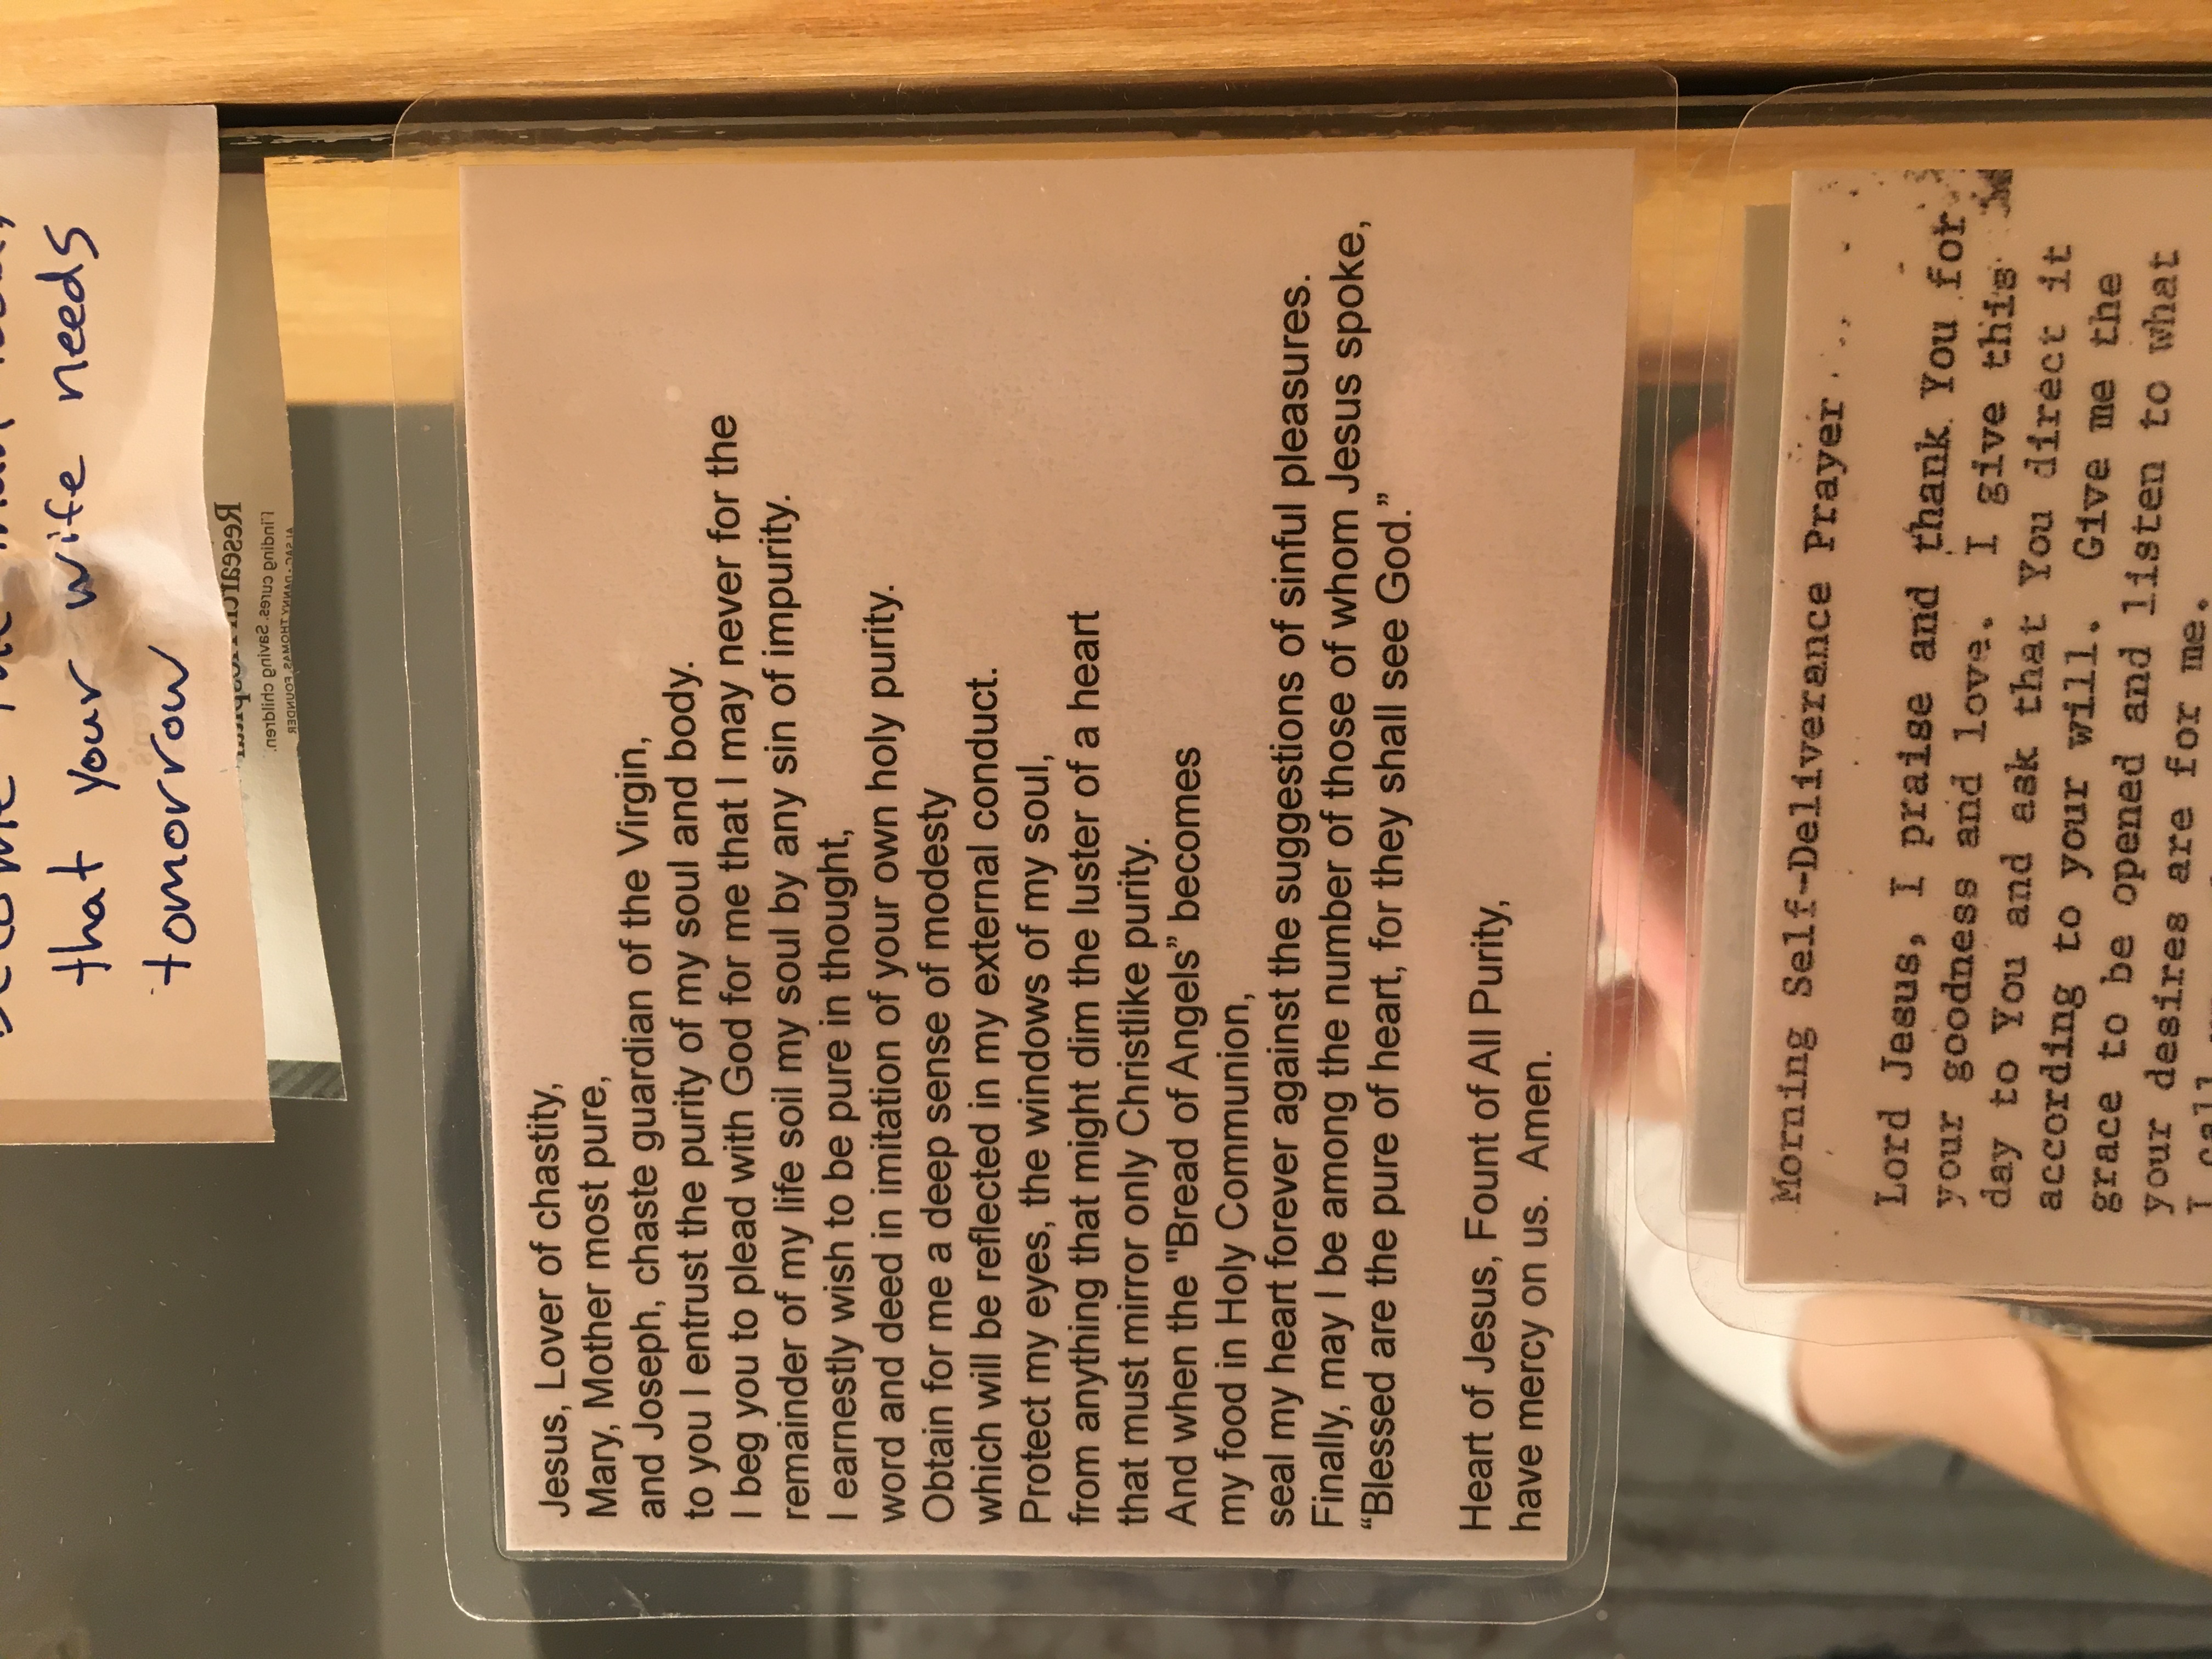 that your wife needs
tomorrow
Research Hospital
Finding cures. Saving children.
ALSAC • DANNY THOMAS, FOUNDER
Jesus, Lover of chastity,
Mary, Mother most pure,
and Joseph, chaste guardian of the Virgin,
to you I entrust the purity of my soul and body.
I beg you to plead with God for me that I may never for the
remainder of my life soil my soul by any sin of impurity.
I earnestly wish to be pure in thought,
word and deed in imitation of your own holy purity.
Obtain for me a deep sense of modesty
which will be reflected in my external conduct.
Protect my eyes, the windows of my soul,
from anything that might dim the luster of a heart
that must mirror only Christlike purity.
And when the "Bread of Angels” becomes
my food in Holy Communion,
seal my heart forever against the suggestions of sinful pleasures.
Finally, may I be among the number of those of whom Jesus spoke,
“Blessed are the pure of heart, for they shall see God.”
Heart of Jesus, Fount of All Purity,
have mercy on us.  Amen.
Morning Self-Deliverance Prayer
Lord Jesus, I praise and thank You for
your goodness and love.  I give this
day to You and ask that You direct it
according to your will.  Give me the
grace to be opened and listen to what
your desires are for me.